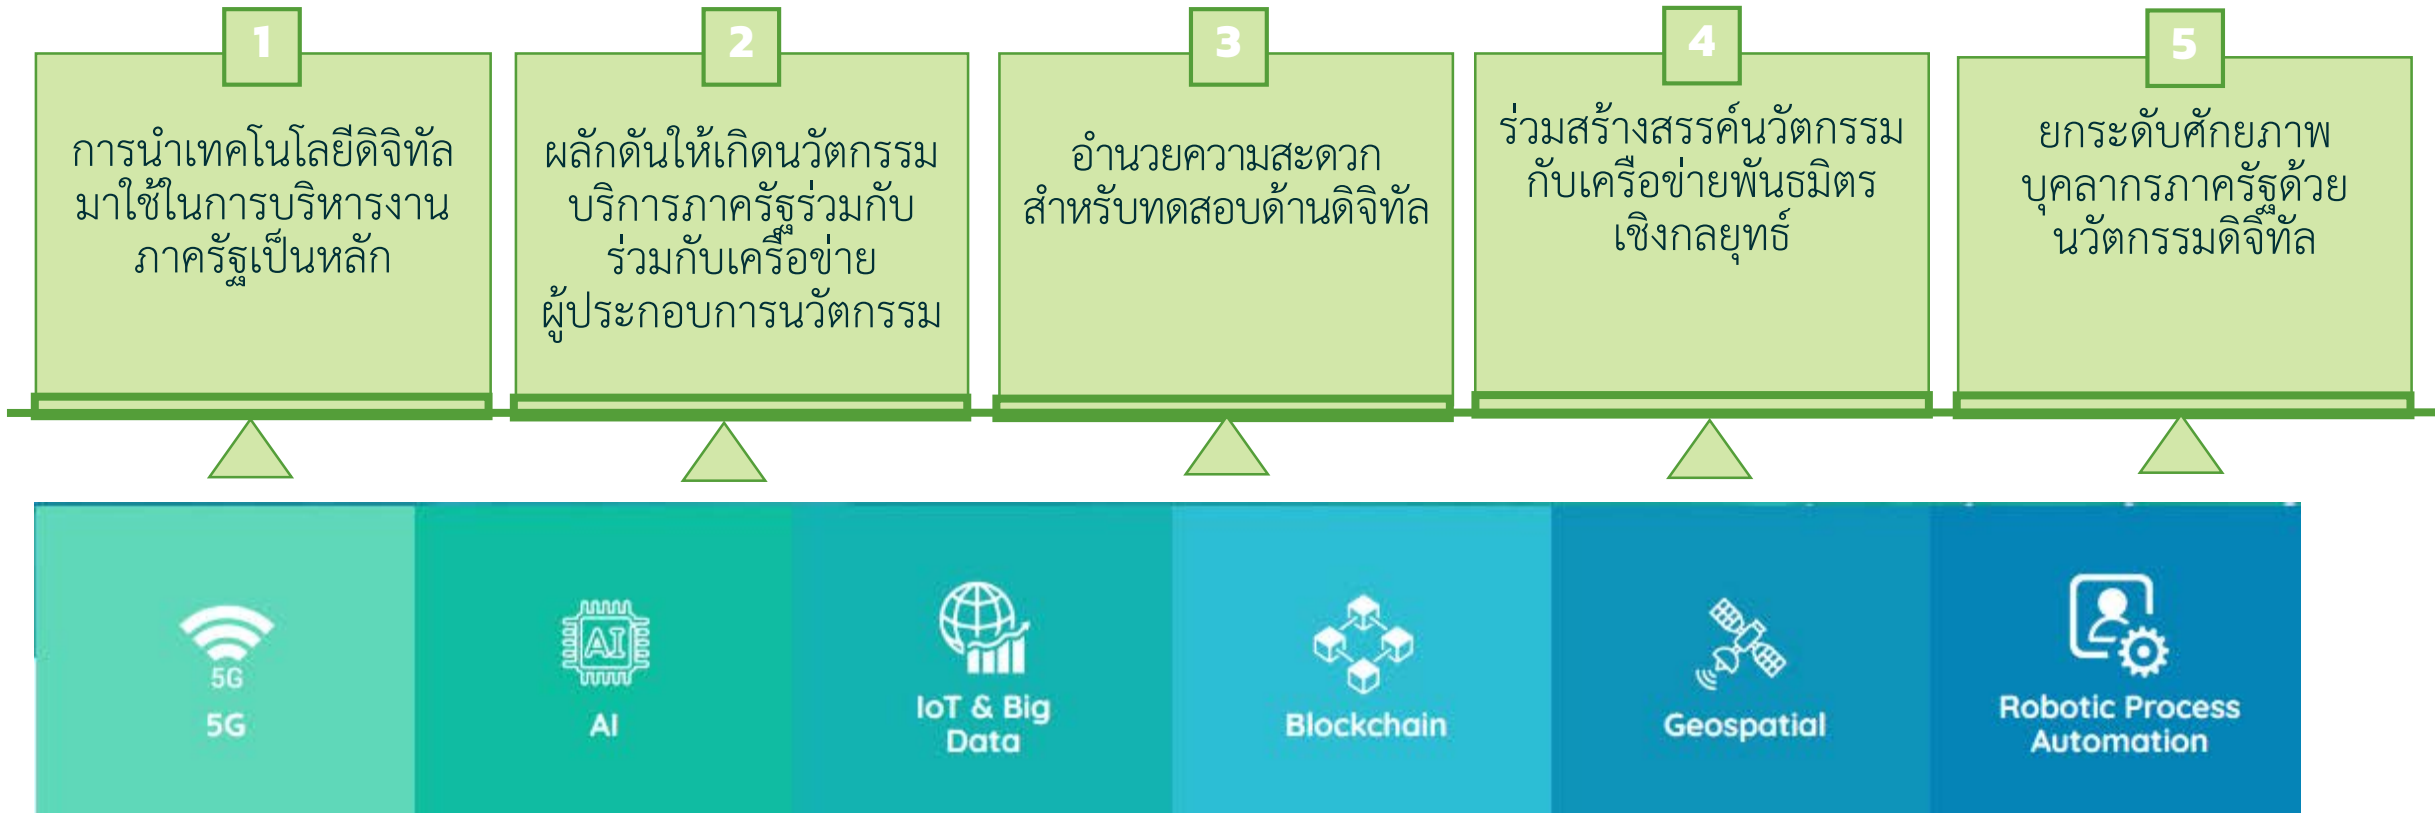 1
การนำเทคโนโลยีดิจิทัล
มาใช้ในการบริหารงาน
ภาครัฐเป็นหลัก
2
ผลักดันให้เกิดนวัตกรรม
บริการภาครัฐร่วมกับ
ร่วมกับเครือข่าย
ผู้ประกอบการนวัตกรรม
3
อำนวยความสะดวก
สำหรับทดสอบด้านดิจิทัล
4
ร่วมสร้างสรรค์นวัตกรรม
กับเครือข่ายพันธมิตร
เชิงกลยุทธ์
5
ยกระดับศักยภาพ
บุคลากรภาครัฐด้วย
นวัตกรรมดิจิทัล
5G
5G
AI
AI
IoT & Big
Data
Blockchain
Geospatial
Robotic Process
Automation